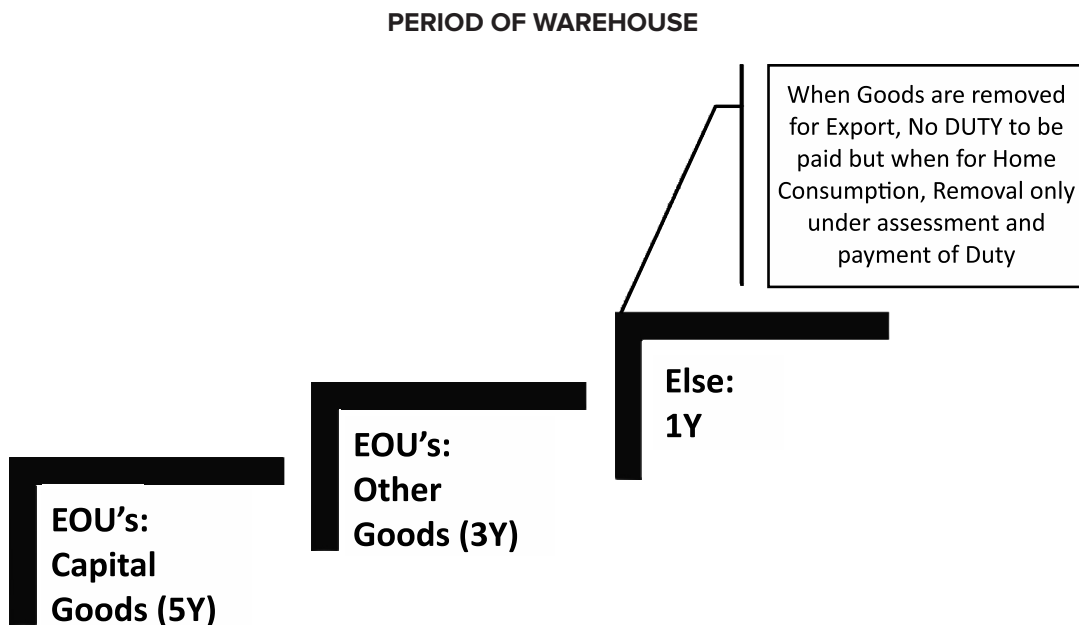 PERIOD OF WAREHOUSE
When Goods are removed
for Export, No DUTY to be
paid but when for Home
Consumption, Removal only
under assessment and
payment of Duty
Else:
1Y
EOU’s:
Other
Goods (3Y)
EOU’s:
Capital
Goods (5Y)